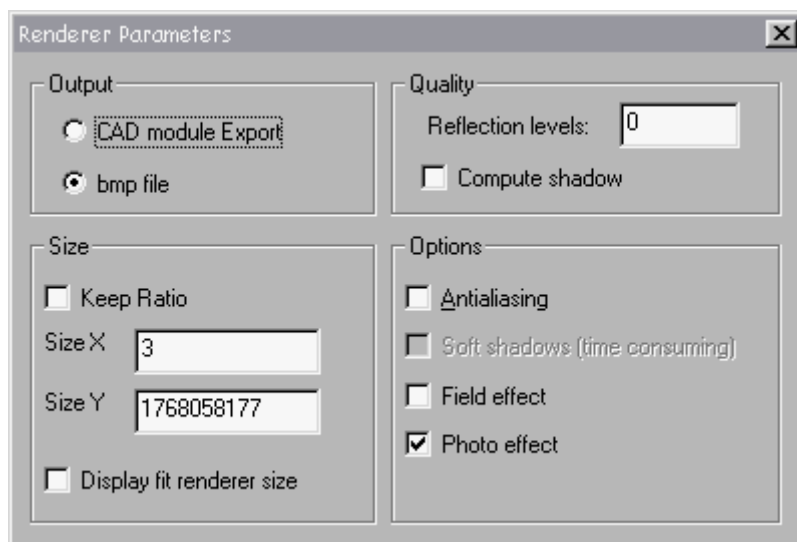 Renderer Parameters
Output
CAD module Export
bmp file
Quality
Reflection levels: 0
Compute shadow
Size
Keep Ratio
Size X 3
Size Y 1768058177
Display fit renderer size
Options
Antialiasing
Soft shadows (time consuming)
Field effect
Photo effect